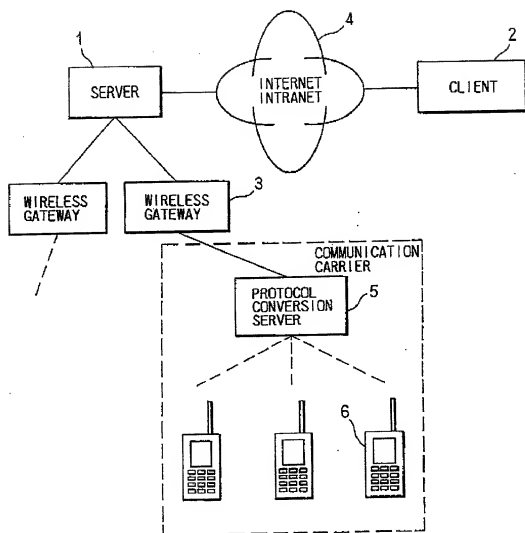 1
4
2
SERVER
INTERNET
INTRANET
CLIENT
WIRELESS
GATEWAY
WIRELESS
GATEWAY
3
COMMUNICATION
CARRIER
PROTOCOL
CONVERSION
SERVER
5
6